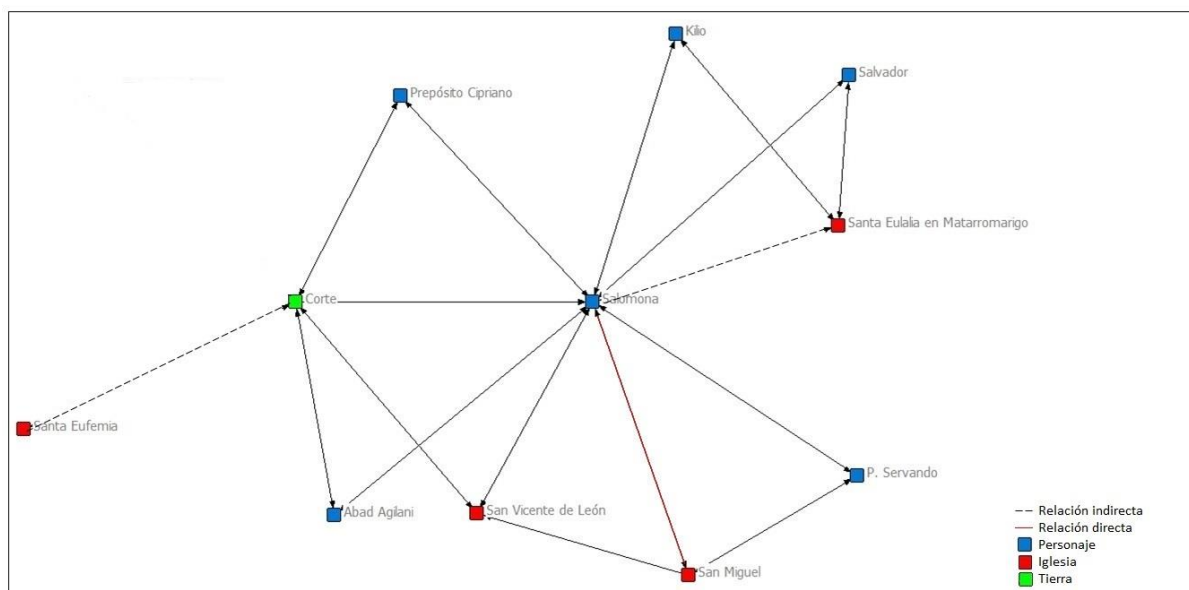 Kilio
Salvador
Prepósito Cipriano
Santa Eulalia en Matarromarigo
Corte
Salomona
Santa Eufemia
P. Servando
Abad Agilani
San Vicente de León
San Miguel
Relación indirecta
Relación directa
Personaje
Iglesia
Tierra